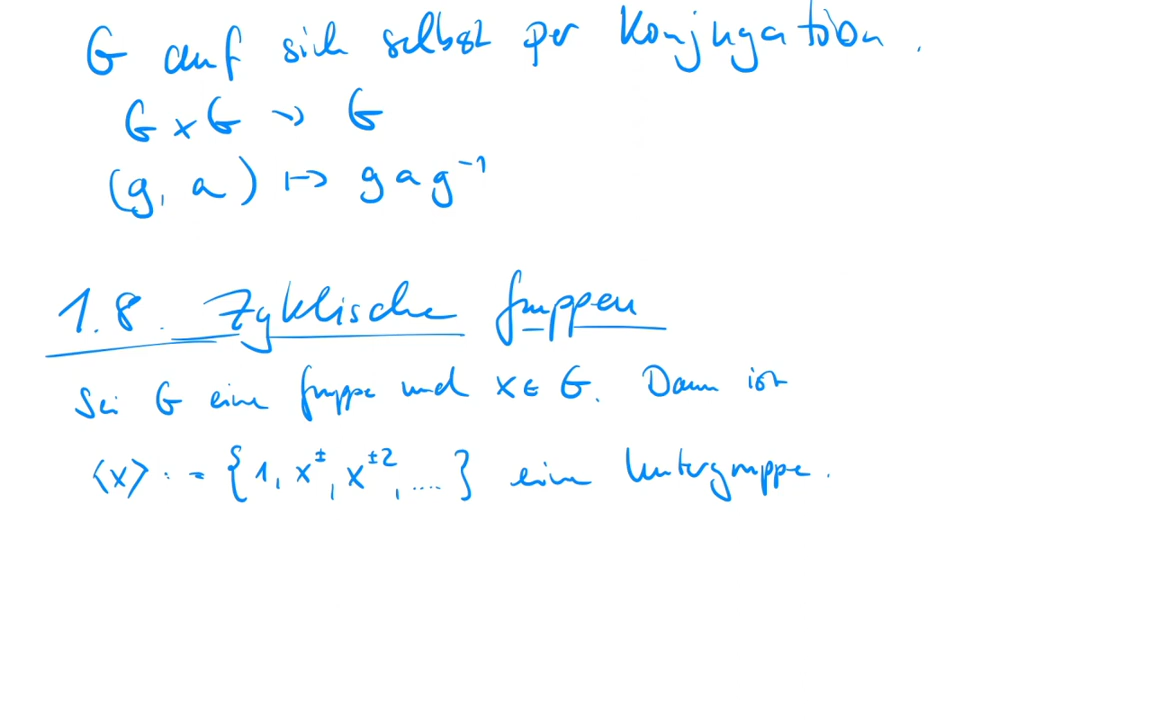 G auf sich selbst per Konjugation.
G × G → G
(g, a) ↦ g a g⁻¹
1.8. Zyklische Gruppen
Sei G eine Gruppe und x ∈ G. Dann ist
⟨x⟩ := {1, x^±, x^±2, ....} eine Untergruppe.